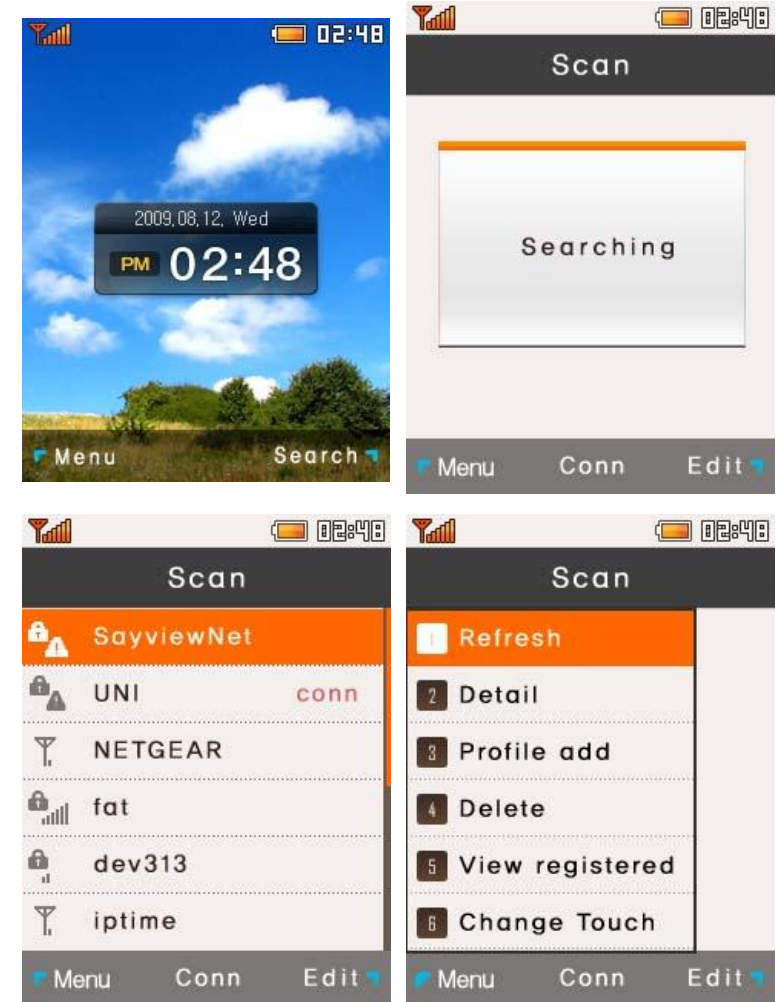 02:48
2009,08,12, Wed
PM 02:48
Menu Search
02:48
Scan
Searching
Menu Conn Edit
02:48
Scan
SayviewNet
UNI conn
NETGEAR
fat
dev313
iptime
Menu Conn Edit
02:48
Scan
1 Refresh
2 Detail
3 Profile add
4 Delete
5 View registered
6 Change Touch
Menu Conn Edit